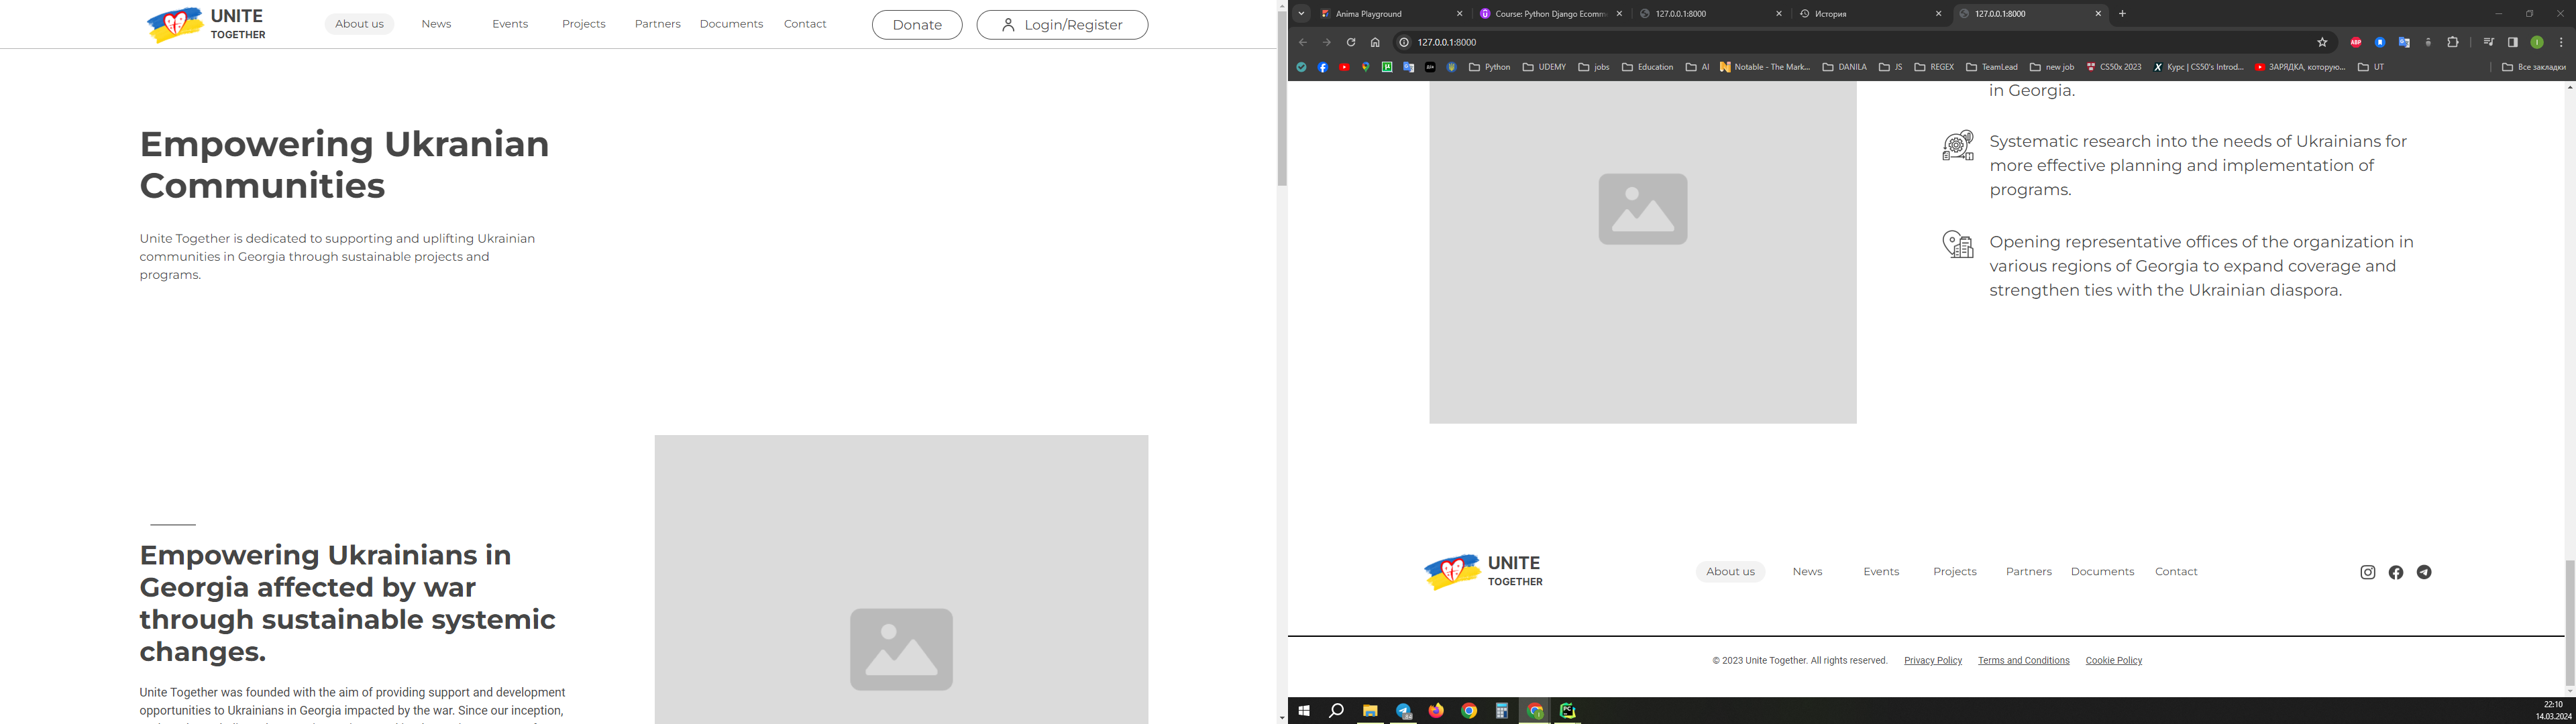 UNITE
TOGETHER
About us
News
Events
Projects
Partners
Documents
Contact
Donate
Login/Register
Empowering Ukranian
Communities
Unite Together is dedicated to supporting and uplifting Ukrainian
communities in Georgia through sustainable projects and
programs.
Empowering Ukrainians in
Georgia affected by war
through sustainable systemic
changes.
Unite Together was founded with the aim of providing support and development
opportunities to Ukrainians in Georgia impacted by the war. Since our inception,
Anima Playground
Course: Python Django Ecomm
127.0.0.1:8000
История
127.0.0.1:8000
127.0.0.1:8000
ABP
Python
UDEMY
jobs
Education
AI
Notable - The Mark...
DANILA
JS
REGEX
TeamLead
new job
CS50x 2023
Курс | CS50's Introd...
ЗАРЯДКА, которую...
UT
Все закладки
in Georgia.
Systematic research into the needs of Ukrainians for
more effective planning and implementation of
programs.
Opening representative offices of the organization in
various regions of Georgia to expand coverage and
strengthen ties with the Ukrainian diaspora.
UNITE
TOGETHER
About us
News
Events
Projects
Partners
Documents
Contact
© 2023 Unite Together. All rights reserved.
Privacy Policy
Terms and Conditions
Cookie Policy
22:10
14.03.2024